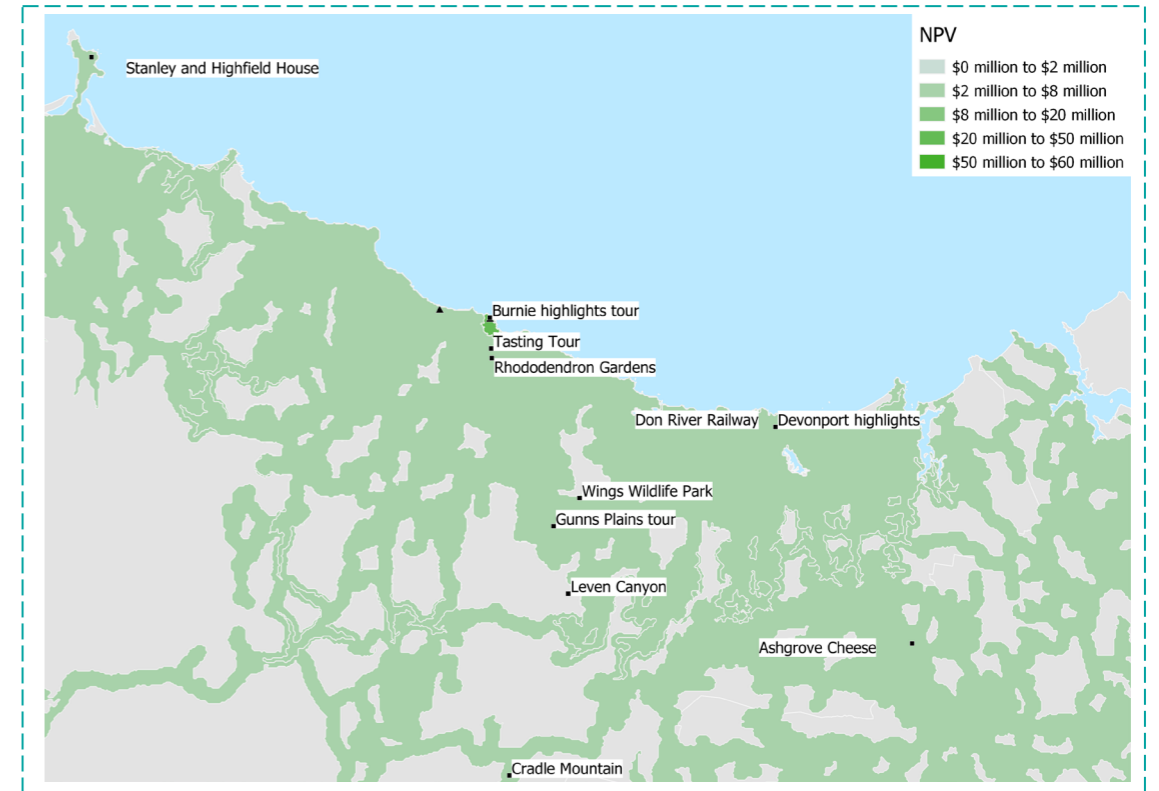 NPV
$0 million to $2 million
$2 million to $8 million
$8 million to $20 million
$20 million to $50 million
$50 million to $60 million
Stanley and Highfield House
Burnie highlights tour
Tasting Tour
Rhododendron Gardens
Don River Railway
Devonport highlights
Wings Wildlife Park
Gunns Plains tour
Leven Canyon
Ashgrove Cheese
Cradle Mountain